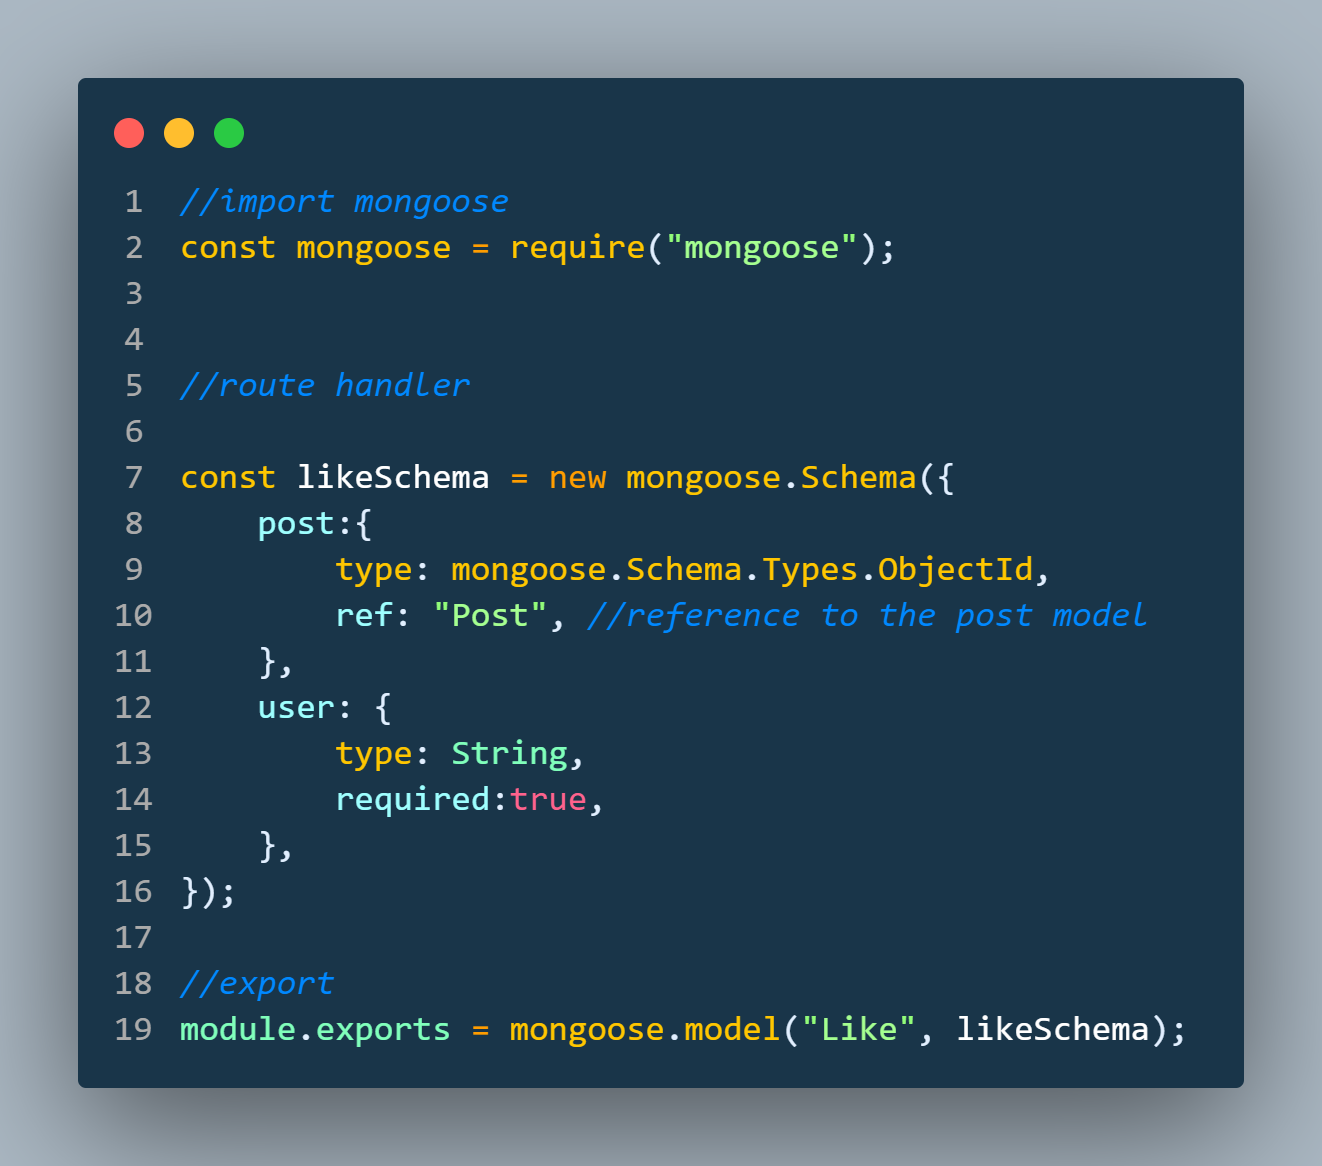 1 //import mongoose
2 const mongoose = require("mongoose");
3
4
5 //route handler
6
7 const likeSchema = new mongoose.Schema({
8     post:{
9         type: mongoose.Schema.Types.ObjectId,
10         ref: "Post", //reference to the post model
11     },
12     user: {
13         type: String,
14         required:true,
15     },
16 });
17
18 //export
19 module.exports = mongoose.model("Like", likeSchema);